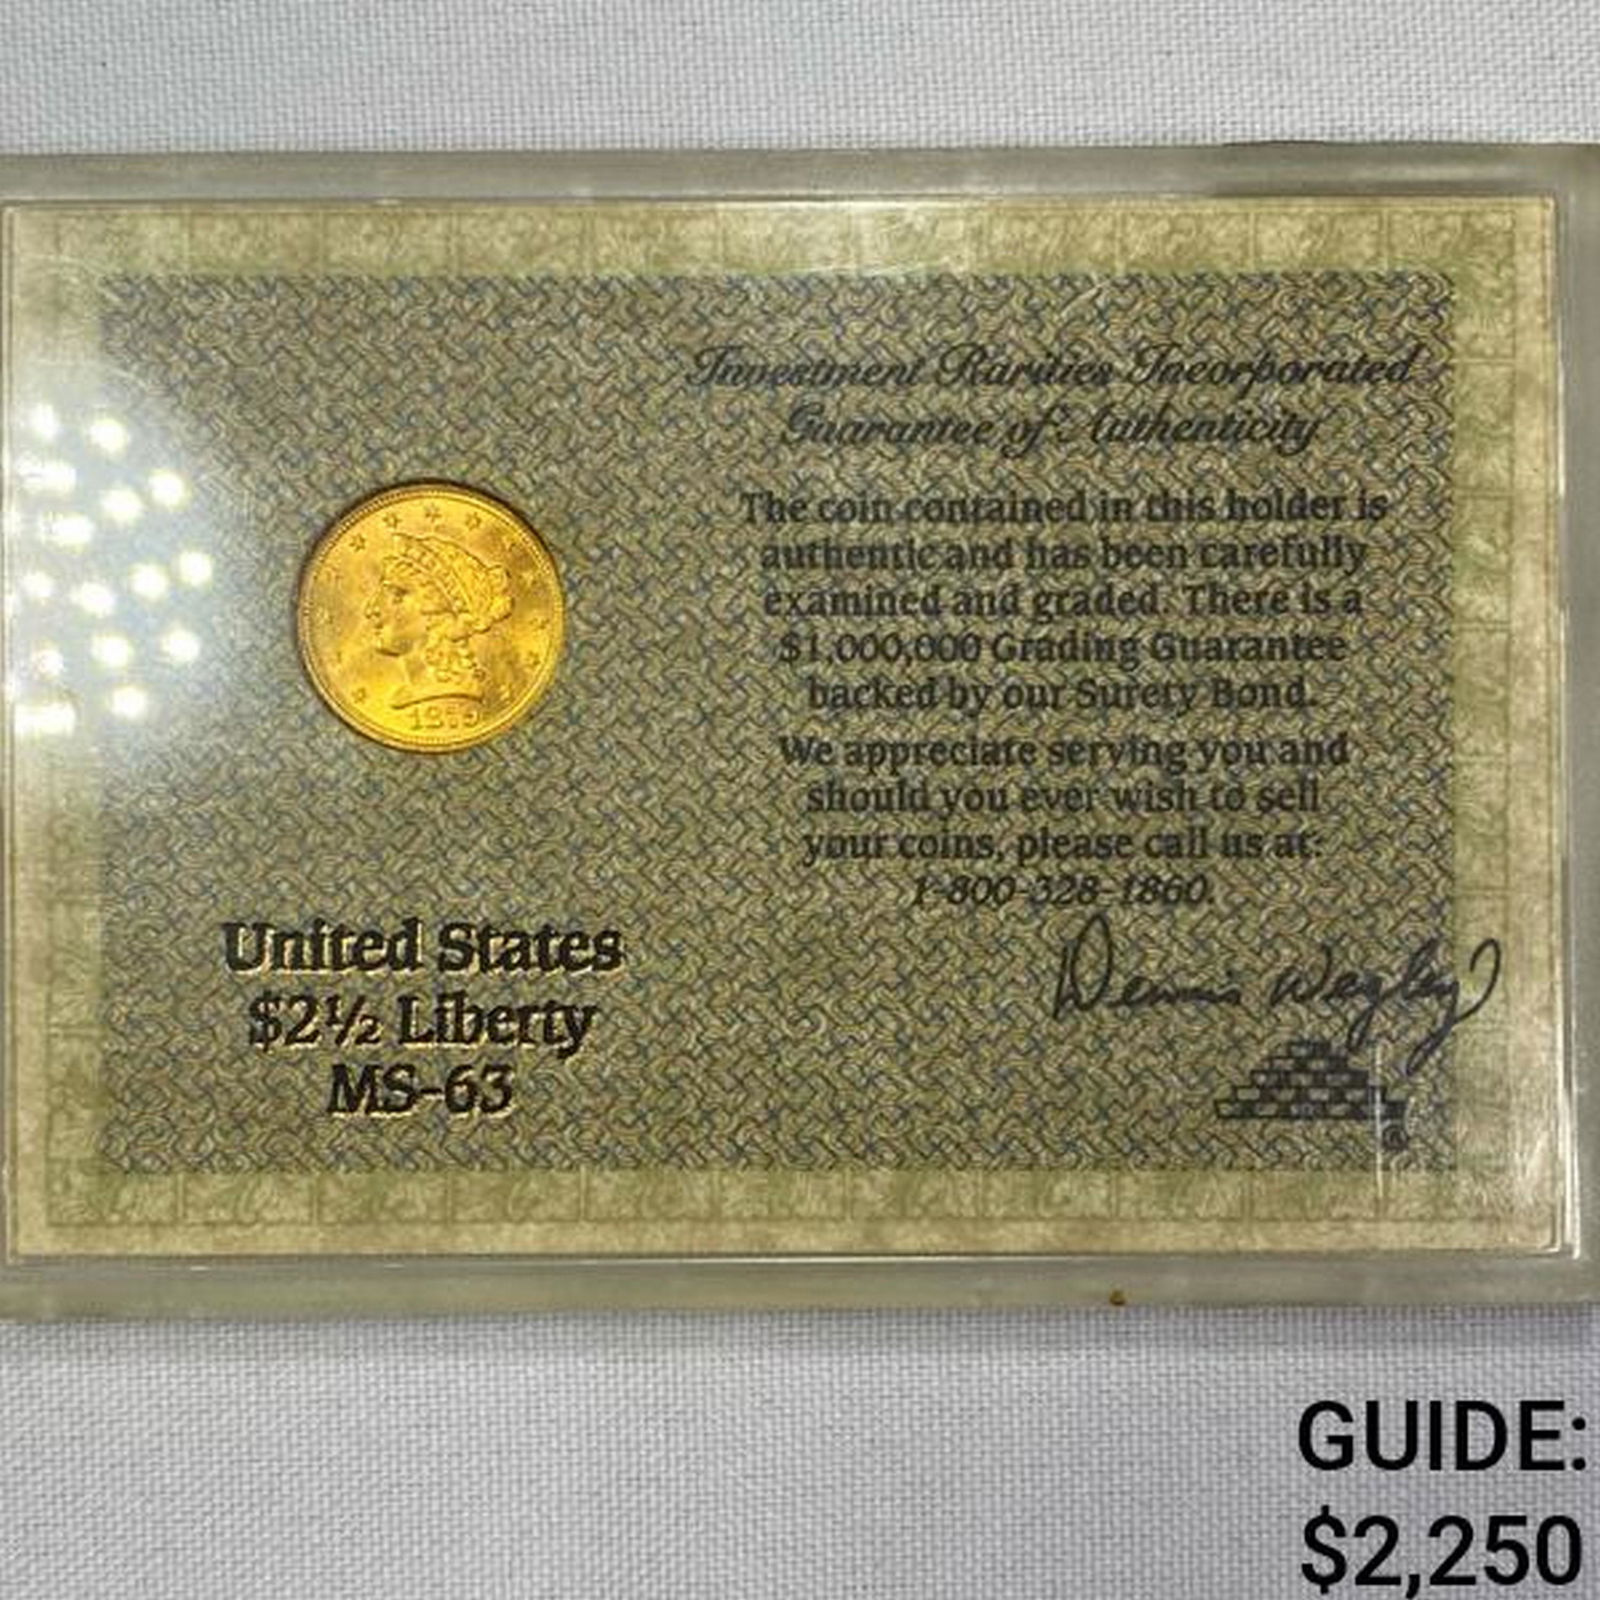 Investment Rarities Incorporated
Guarantee of Authenticity
The coin contained in this holder is
authentic and has been carefully
examined and graded. There is a
$1,000,000 Grading Guarantee
backed by our Surety Bond.
We appreciate serving you and
should you ever wish to sell
your coins, please call us at:
1-800-328-1860.
Dennis Wegley
®
United States
$2½ Liberty
MS-63
GUIDE:
$2,250